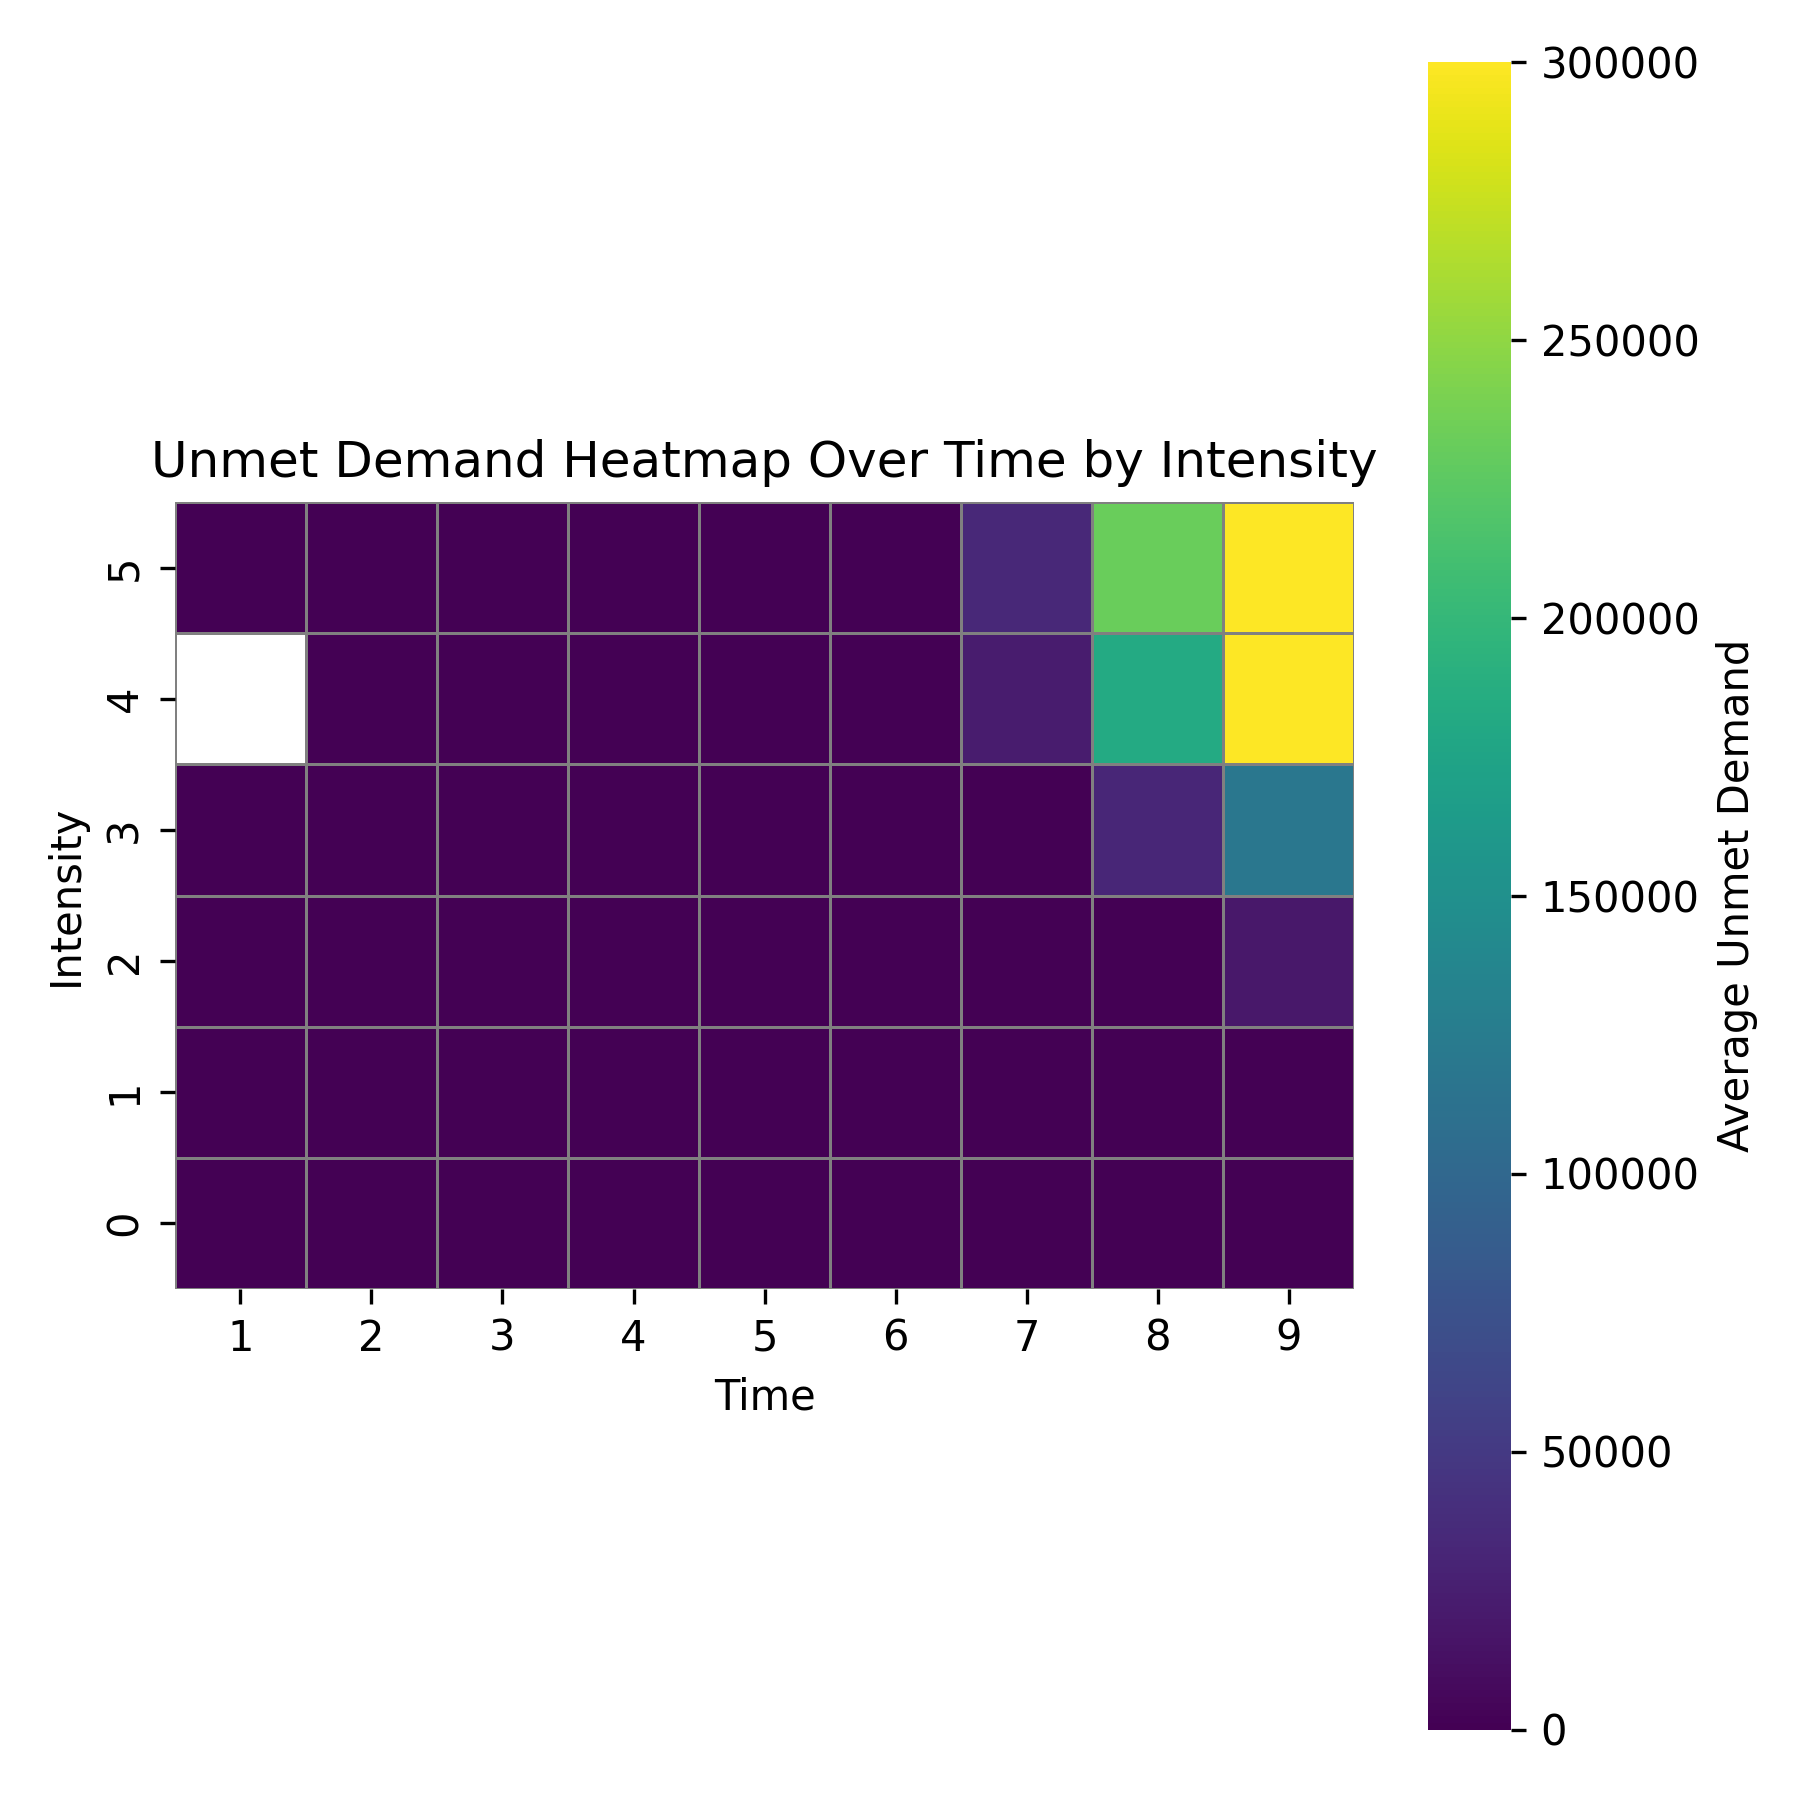 Unmet Demand Heatmap Over Time by Intensity
Intensity
5
4
3
2
1
0
1 2 3 4 5 6 7 8 9
Time
300000
250000
200000
150000
100000
50000
0
Average Unmet Demand